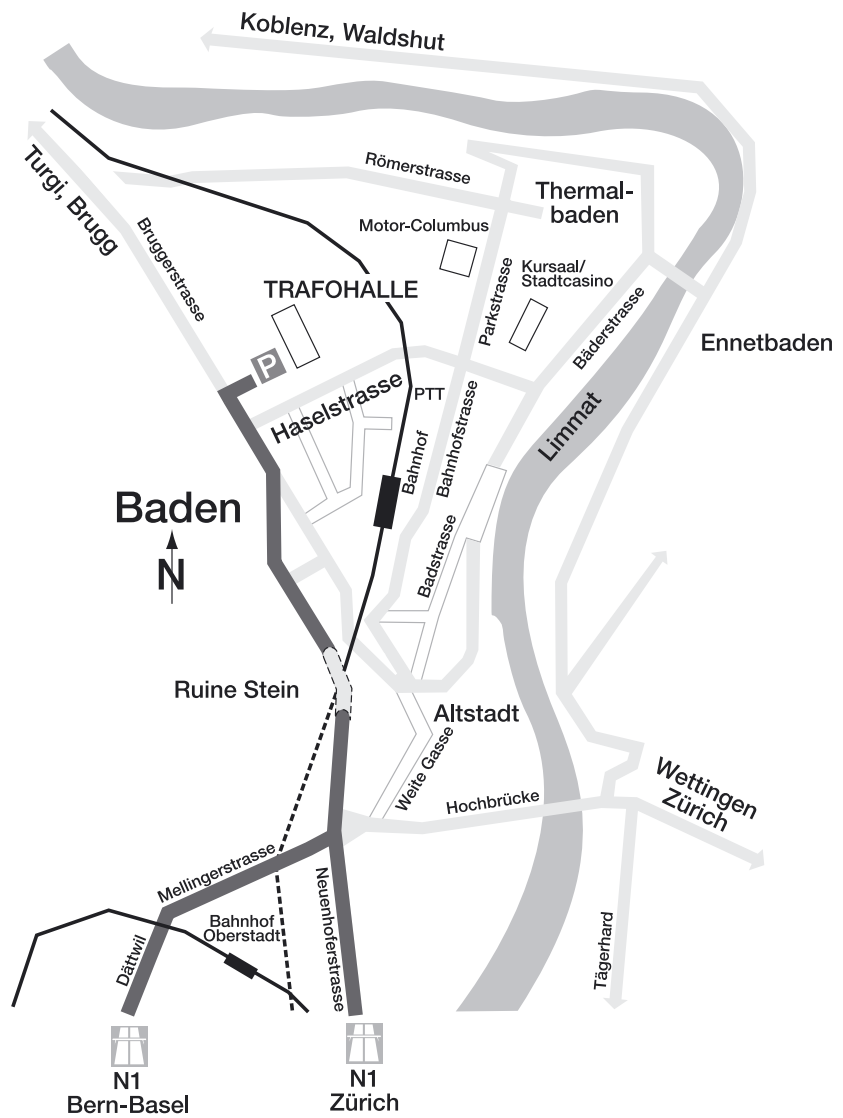 Koblenz, Waldshut
Turgi, Brugg
Römerstrasse
Thermal-
baden
Motor-Columbus
Bruggerstrasse
Kursaal/
Stadtcasino
Parkstrasse
TRAFOHALLE
Bäderstrasse
Ennetbaden
P
Haselstrasse
PTT
Bahnhofstrasse
Limmat
Bahnhof
Baden
N
Badstrasse
Ruine Stein
Altstadt
Weite Gasse
Hochbrücke
Wettingen
Zürich
Mellingerstrasse
Neuenhoferstrasse
Bahnhof
Oberstadt
Dättwil
Tägerhard
N1
Bern-Basel
N1
Zürich